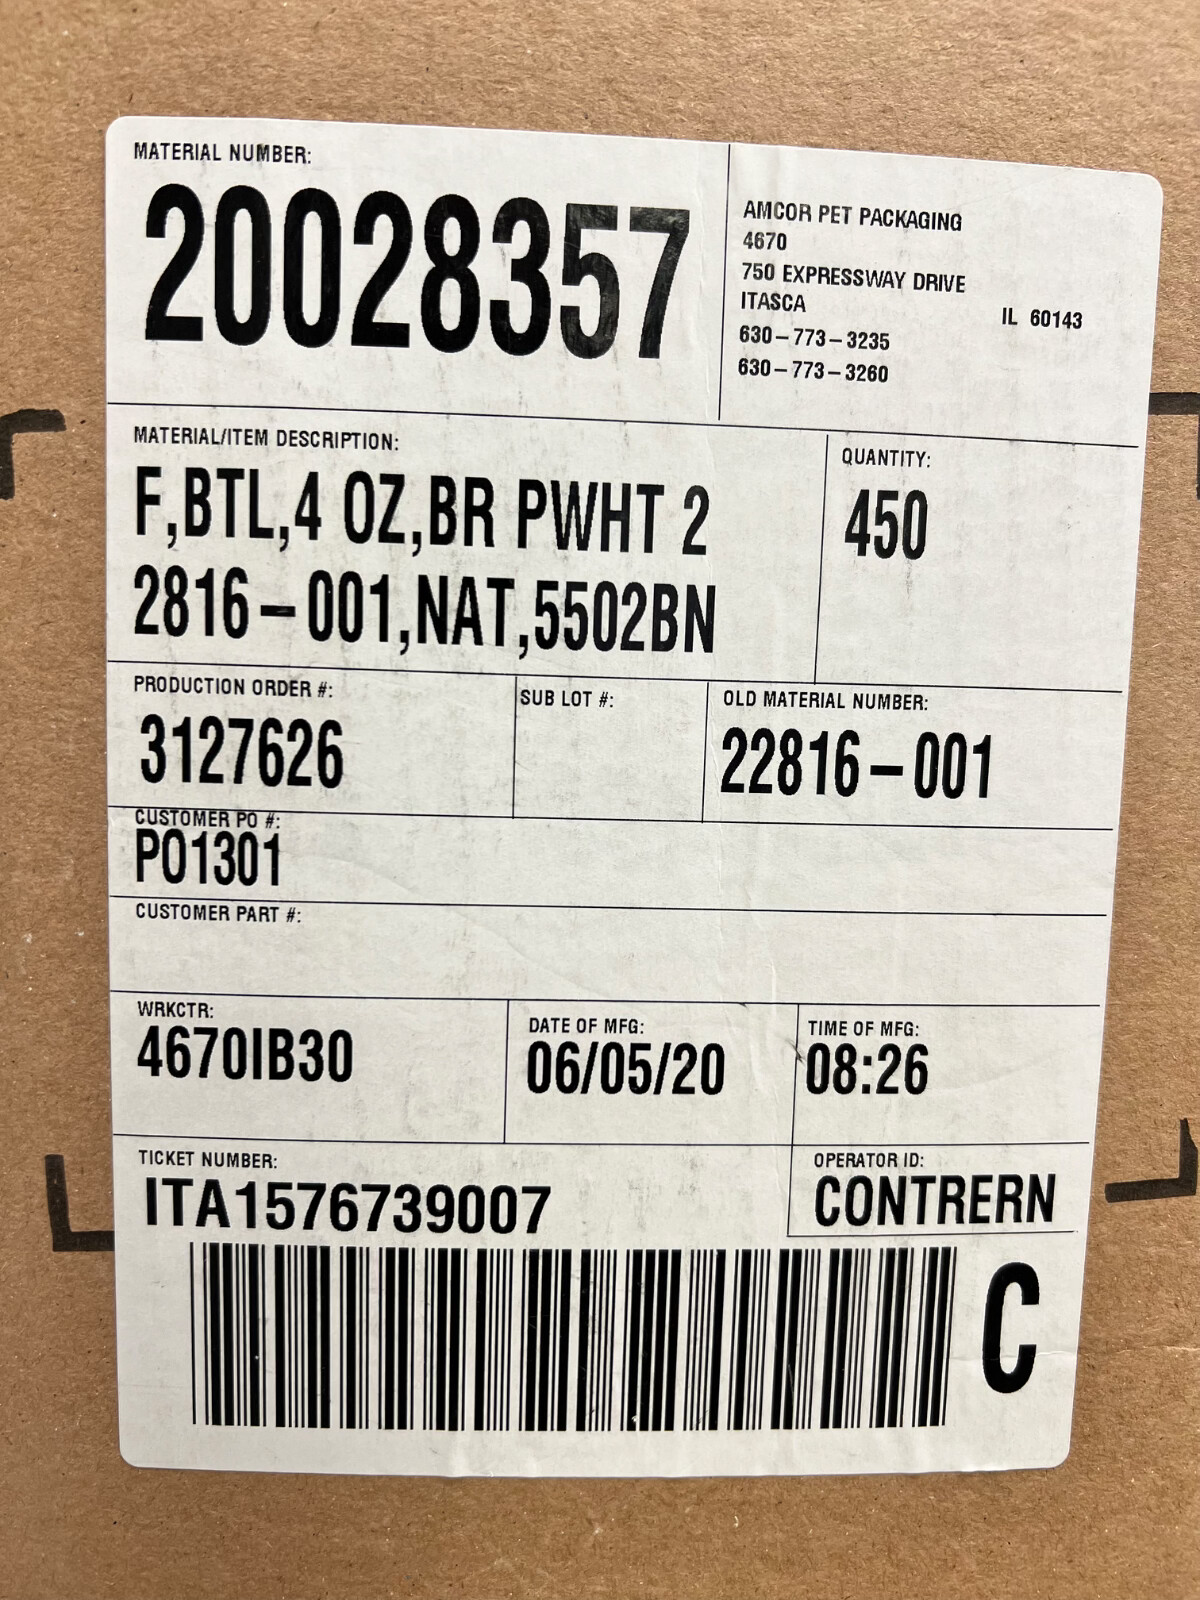 MATERIAL NUMBER:
20028357
AMCOR PET PACKAGING
4670
750 EXPRESSWAY DRIVE
ITASCA IL 60143
630-773-3235
630-773-3260
MATERIAL/ITEM DESCRIPTION:
F,BTL,4 OZ,BR PWHT 2
2816-001,NAT,5502BN
QUANTITY:
450
PRODUCTION ORDER #:
3127626
SUB LOT #:
OLD MATERIAL NUMBER:
22816-001
CUSTOMER PO #:
PO1301
CUSTOMER PART #:
WRKCTR:
4670IB30
DATE OF MFG:
06/05/20
TIME OF MFG:
08:26
TICKET NUMBER:
ITA1576739007
OPERATOR ID:
CONTRERN
C